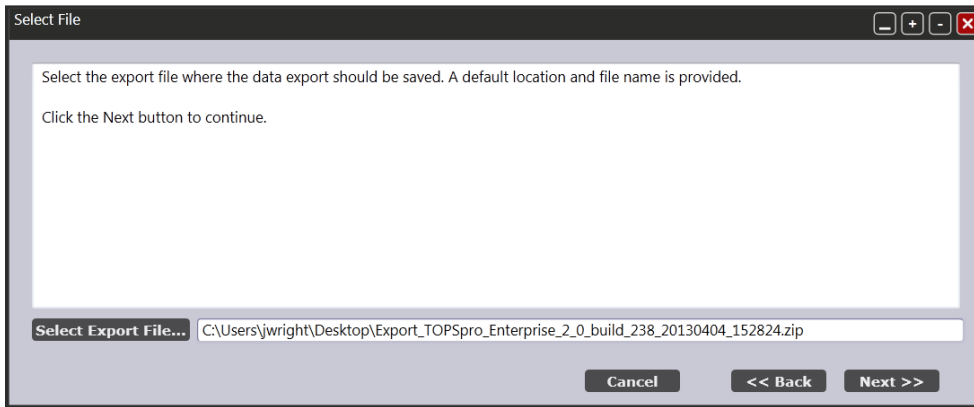 Select File
Select the export file where the data export should be saved. A default location and file name is provided.
Click the Next button to continue.
Select Export File... C:\Users\jwright\Desktop\Export_TOPSpro_Enterprise_2_0_build_238_20130404_152824.zip
Cancel << Back Next >>